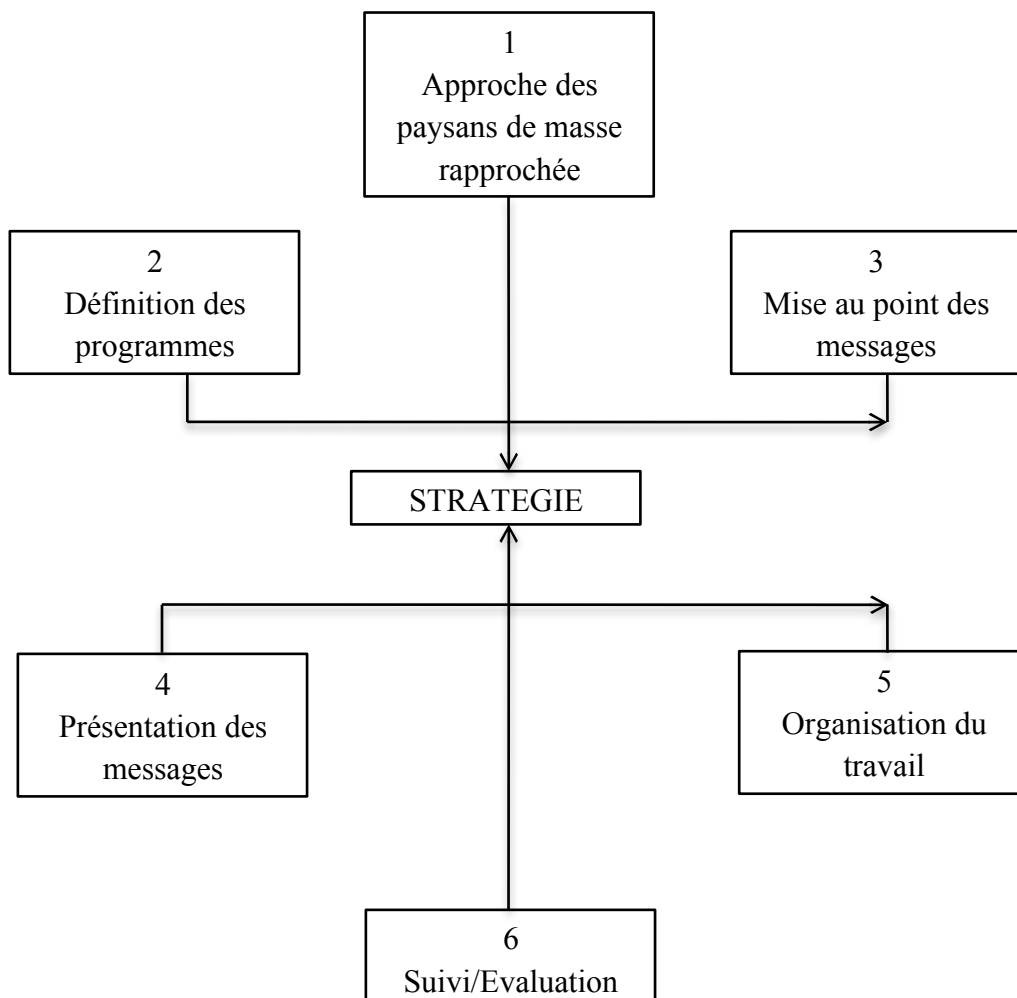 1
Approche des
paysans de masse
rapprochée
2
Définition des
programmes
3
Mise au point des
messages
STRATEGIE
4
Présentation des
messages
5
Organisation du
travail
6
Suivi/Evaluation